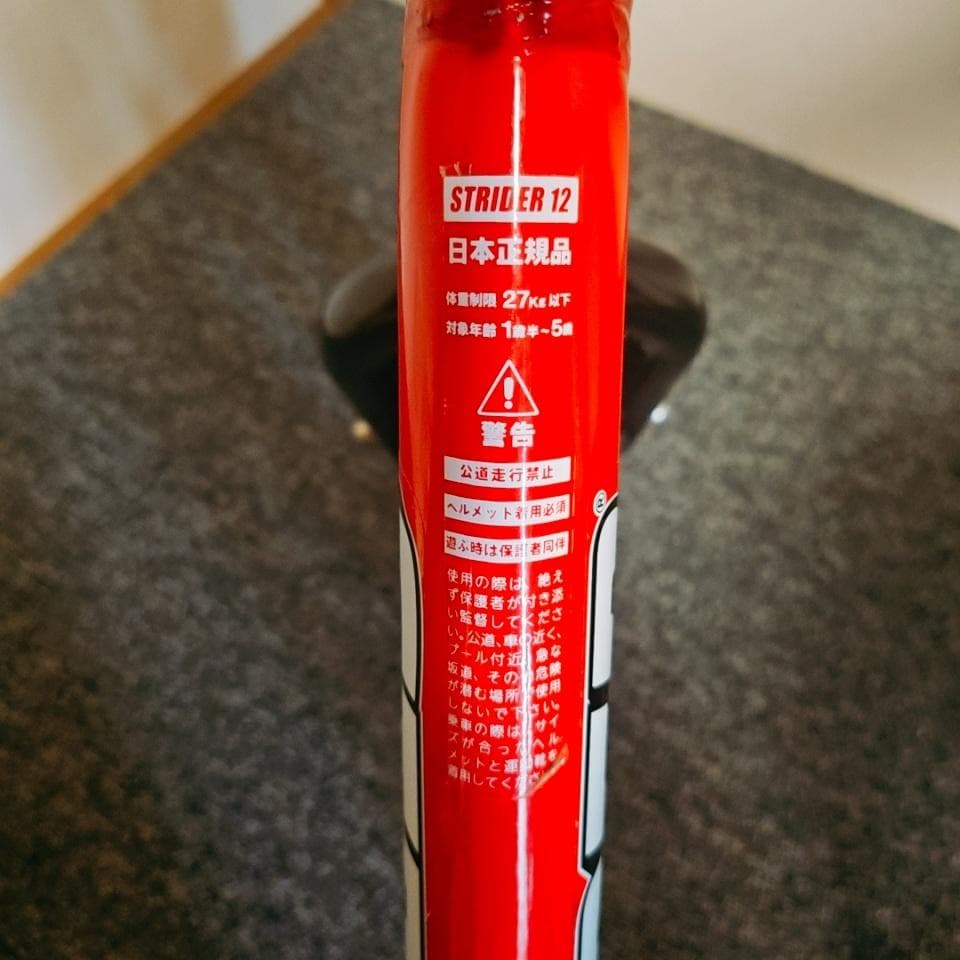 STRIDER 12
日本正規品
体重制限 27Kg 以下
対象年齢 1歳半~5歳
警告
公道走行禁止
ヘルメット着用必須
遊ぶ時は保護者同伴
使用の際は、絶え
ず保護者が付き添
い監督してくださ
い。公道、車の近く、
プール付近、急な
坂道、その他危険
が潜む場所で使用
しないで下さい。
乗車の際は、サイ
ズが合ったヘル
メットと運動靴を
着用してくださ
®